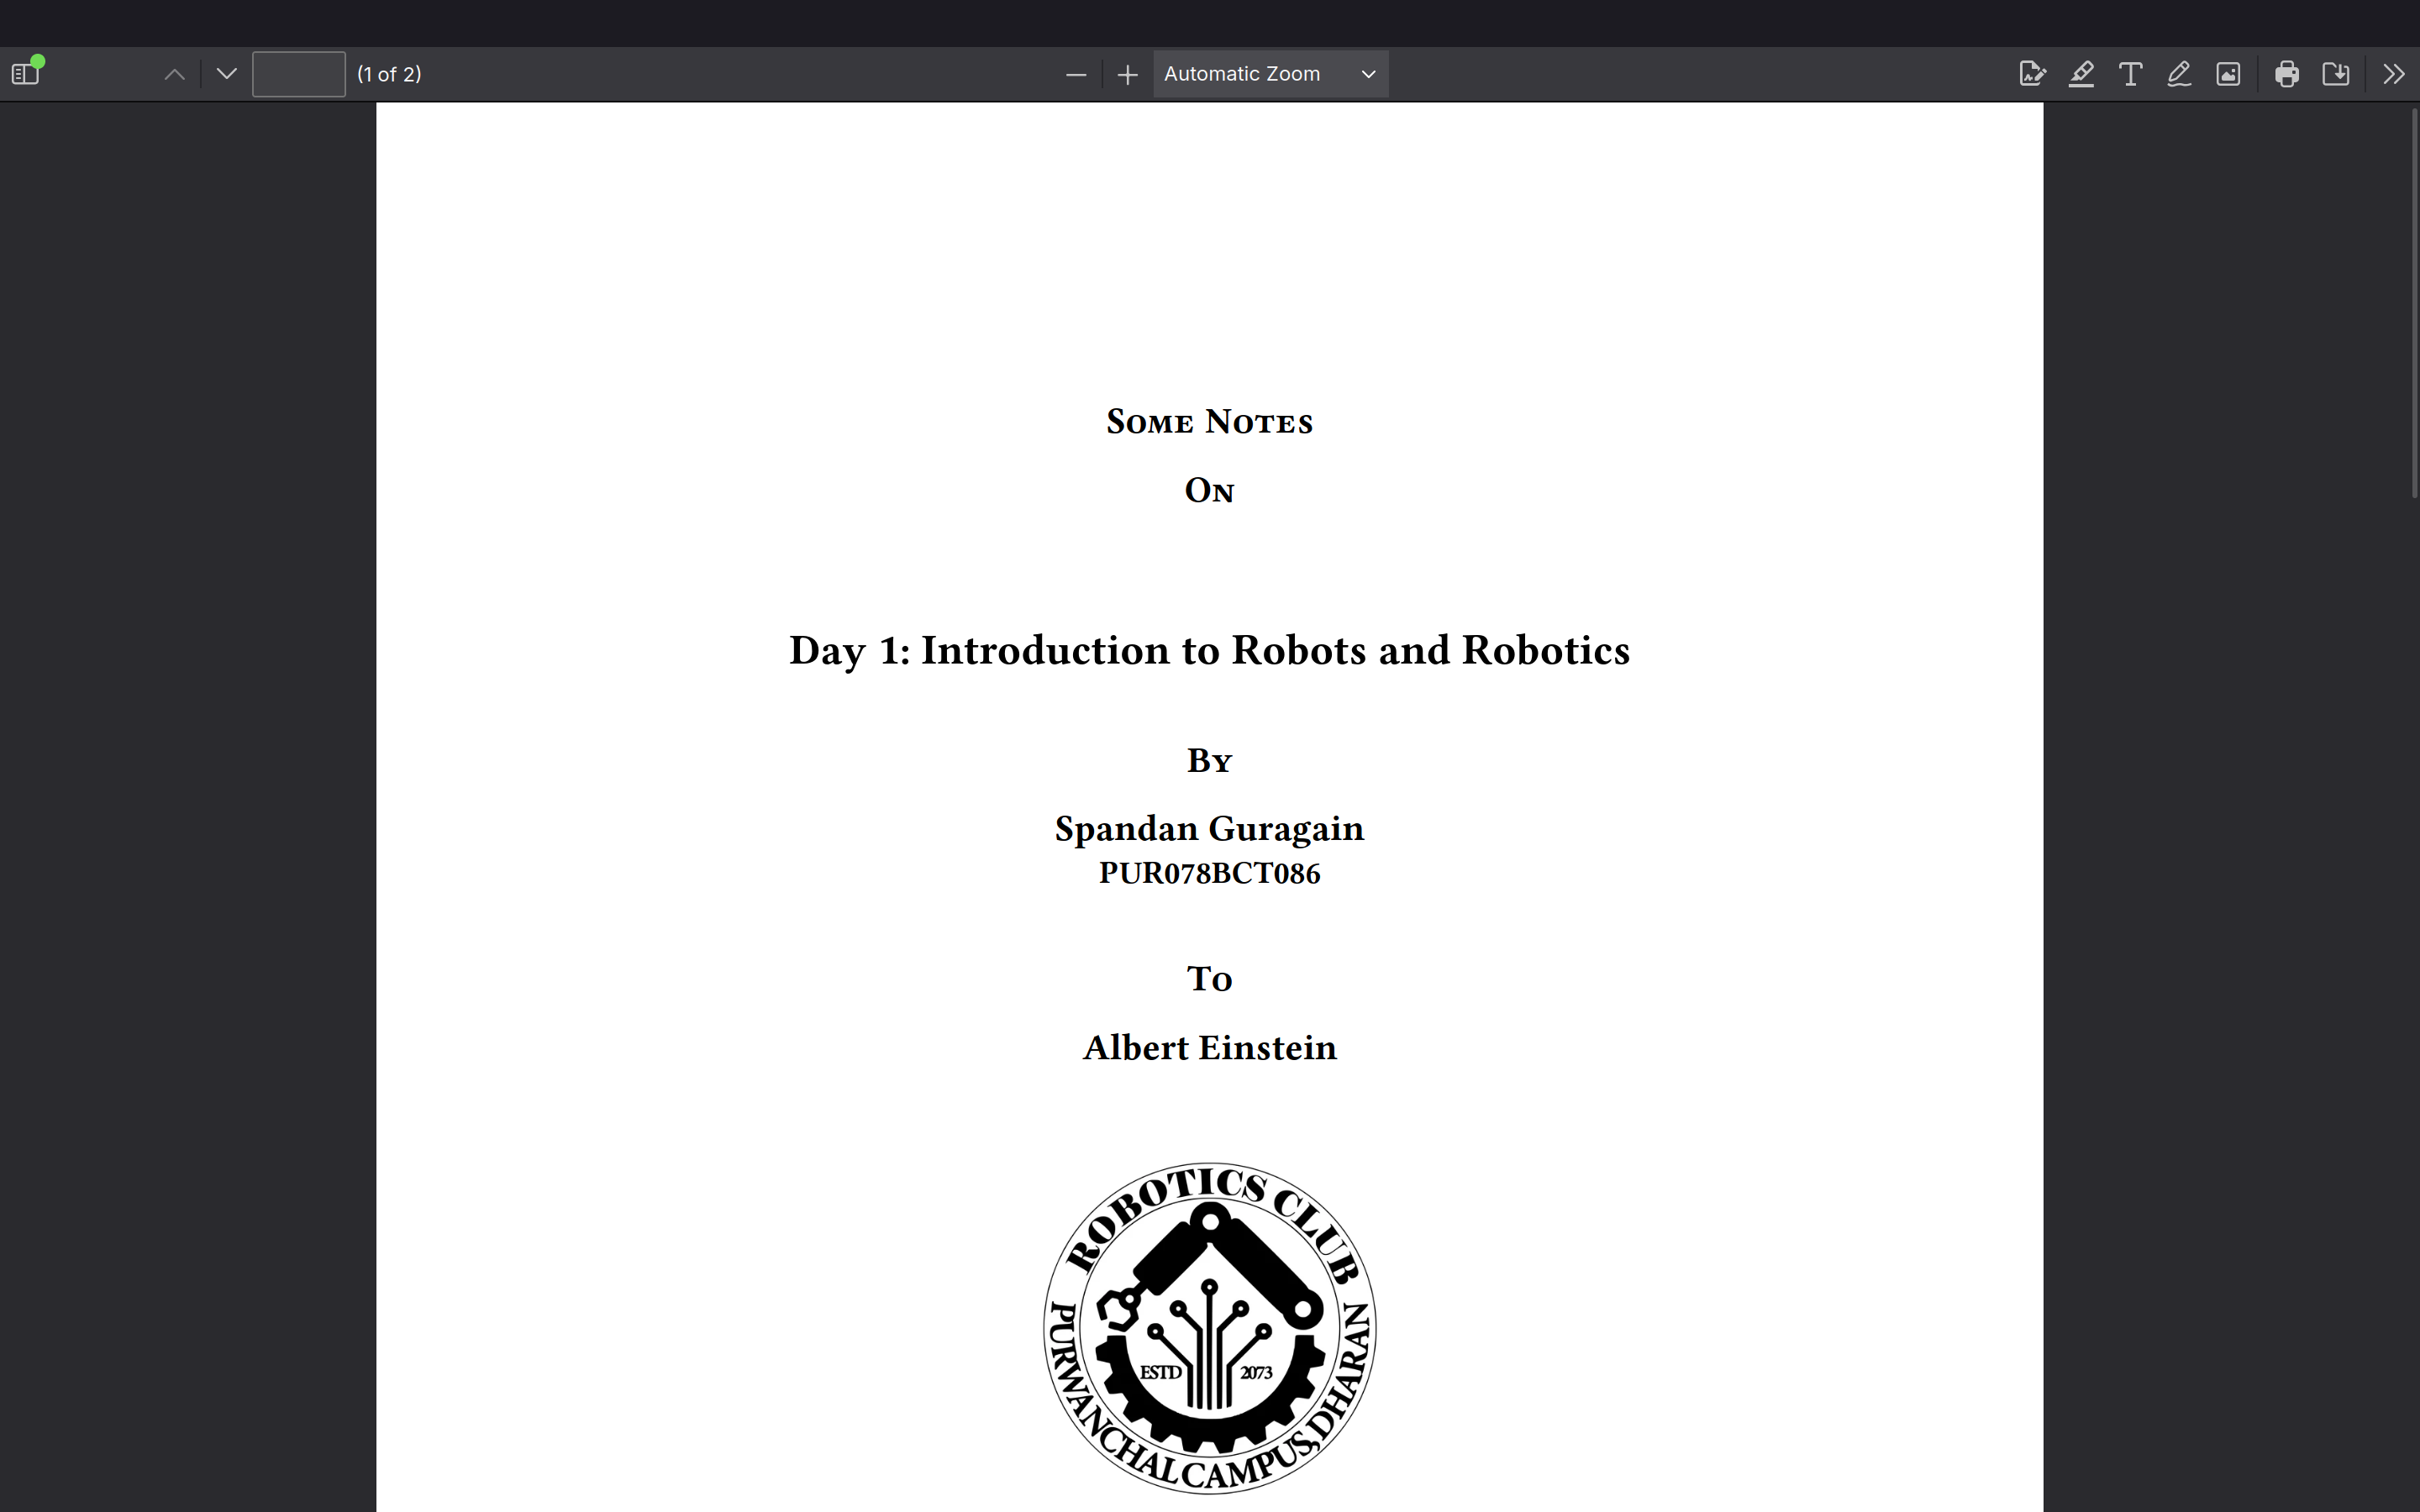 (1 of 2)
Automatic Zoom
Some Notes
On
Day 1: Introduction to Robots and Robotics
By
Spandan Guragain
PUR078BCT086
To
Albert Einstein
ROBOTICS CLUB
ESTD 2073
PURWANCHAL CAMPUS, DHARAN